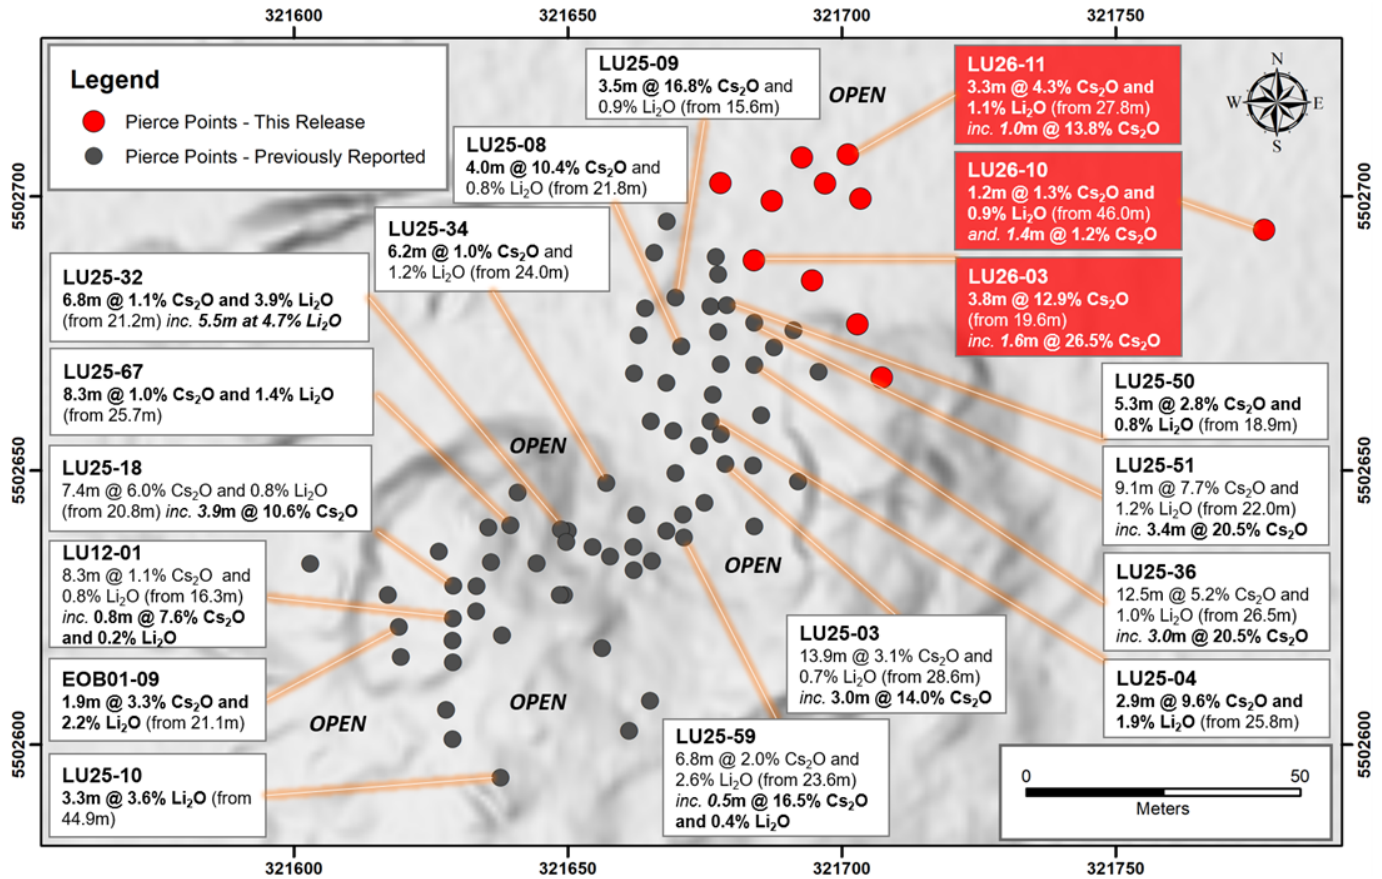 321600
321650
321700
321750
Legend
Pierce Points - This Release
Pierce Points - Previously Reported
LU25-09
3.5m @ 16.8% Cs₂O and
0.9% Li₂O (from 15.6m)
OPEN
LU26-11
3.3m @ 4.3% Cs₂O and
1.1% Li₂O (from 27.8m)
inc. 1.0m @ 13.8% Cs₂O
N
W
E
S
LU25-08
4.0m @ 10.4% Cs₂O and
0.8% Li₂O (from 21.8m)
LU26-10
1.2m @ 1.3% Cs₂O and
0.9% Li₂O (from 46.0m)
and. 1.4m @ 1.2% Cs₂O
5502700
5502700
LU25-34
6.2m @ 1.0% Cs₂O and
1.2% Li₂O (from 24.0m)
LU25-32
6.8m @ 1.1% Cs₂O and 3.9% Li₂O
(from 21.2m) inc. 5.5m at 4.7% Li₂O
LU26-03
3.8m @ 12.9% Cs₂O
(from 19.6m)
inc. 1.6m @ 26.5% Cs₂O
LU25-67
8.3m @ 1.0% Cs₂O and 1.4% Li₂O
(from 25.7m)
LU25-50
5.3m @ 2.8% Cs₂O and
0.8% Li₂O (from 18.9m)
OPEN
LU25-18
7.4m @ 6.0% Cs₂O and 0.8% Li₂O
(from 20.8m) inc. 3.9m @ 10.6% Cs₂O
5502650
5502650
LU25-51
9.1m @ 7.7% Cs₂O and
1.2% Li₂O (from 22.0m)
inc. 3.4m @ 20.5% Cs₂O
LU12-01
8.3m @ 1.1% Cs₂O and
0.8% Li₂O (from 16.3m)
inc. 0.8m @ 7.6% Cs₂O
and 0.2% Li₂O
OPEN
LU25-36
12.5m @ 5.2% Cs₂O and
1.0% Li₂O (from 26.5m)
inc. 3.0m @ 20.5% Cs₂O
LU25-03
13.9m @ 3.1% Cs₂O and
0.7% Li₂O (from 28.6m)
inc. 3.0m @ 14.0% Cs₂O
EOB01-09
1.9m @ 3.3% Cs₂O and
2.2% Li₂O (from 21.1m)
OPEN
OPEN
LU25-04
2.9m @ 9.6% Cs₂O and
1.9% Li₂O (from 25.8m)
5502600
5502600
LU25-59
6.8m @ 2.0% Cs₂O and
2.6% Li₂O (from 23.6m)
inc. 0.5m @ 16.5% Cs₂O
and 0.4% Li₂O
LU25-10
3.3m @ 3.6% Li₂O (from
44.9m)
0
50
Meters
321600
321650
321700
321750